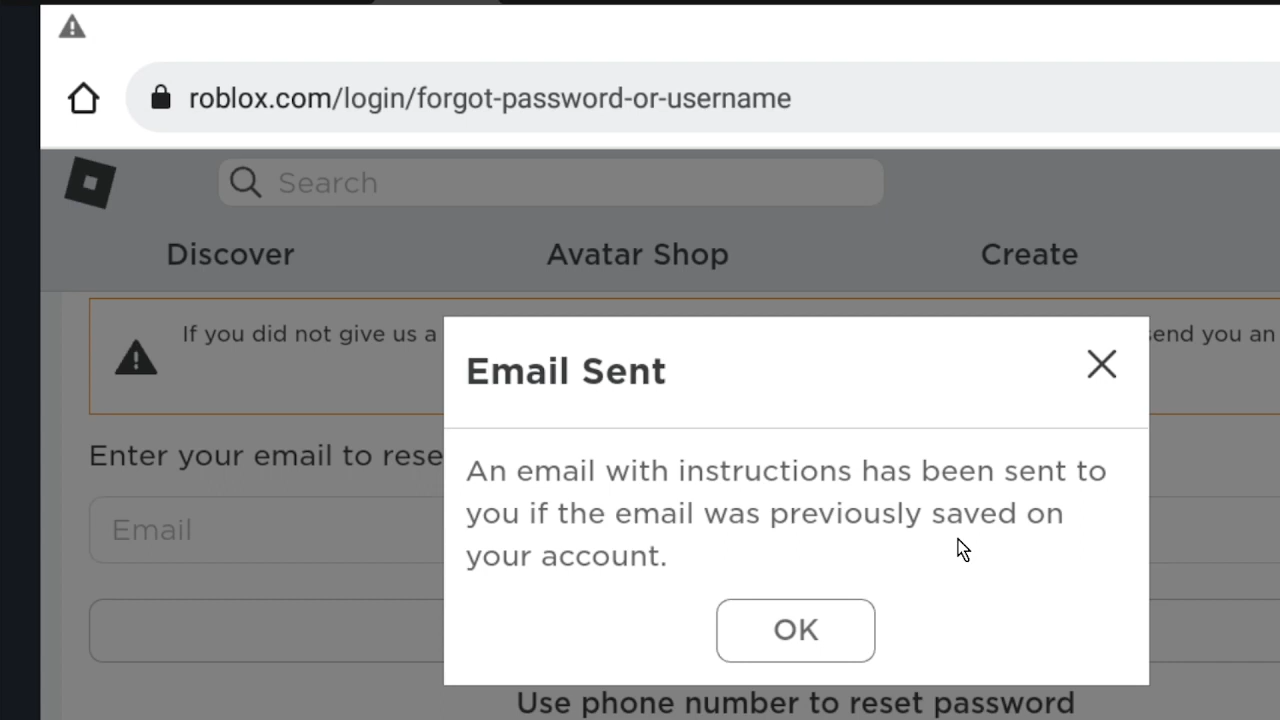 roblox.com/login/forgot-password-or-username
Search
Discover Avatar Shop Create
If you did not give us a send you an
Email Sent
Enter your email to rese
An email with instructions has been sent to
you if the email was previously saved on
your account.
Email
OK
Use phone number to reset password